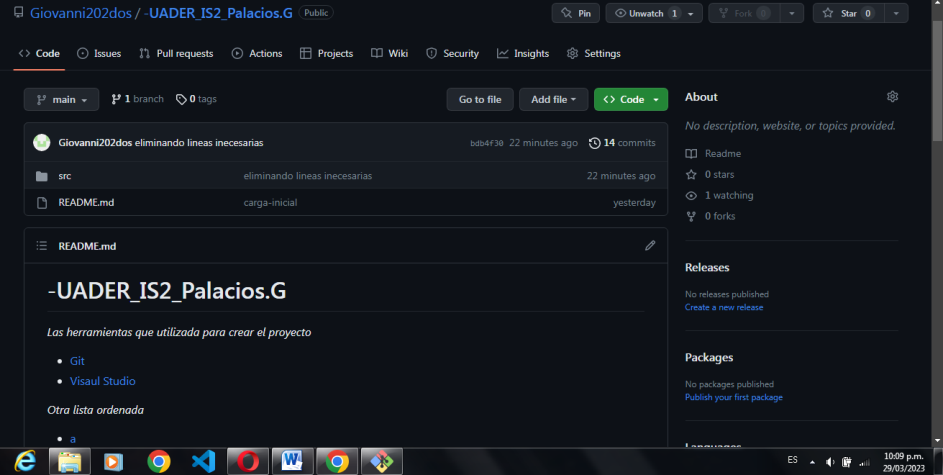 Giovanni202dos / -UADER_IS2_Palacios.G Public
Pin Unwatch 1 Fork 0 Star 0
Code Issues Pull requests Actions Projects Wiki Security Insights Settings
main 1 branch 0 tags Go to file Add file Code
Giovanni202dos eliminando lineas inecesarias bdb4f30 22 minutes ago 14 commits
src eliminando lineas inecesarias 22 minutes ago
README.md carga-inicial yesterday
README.md
-UADER_IS2_Palacios.G
Las herramientas que utilizada para crear el proyecto
Git
Visaul Studio
Otra lista ordenada
a
About
No description, website, or topics provided.
Readme
0 stars
1 watching
0 forks
Releases
No releases published
Create a new release
Packages
No packages published
Publish your first package
Languages
ES
10:09 p.m.
29/03/2023